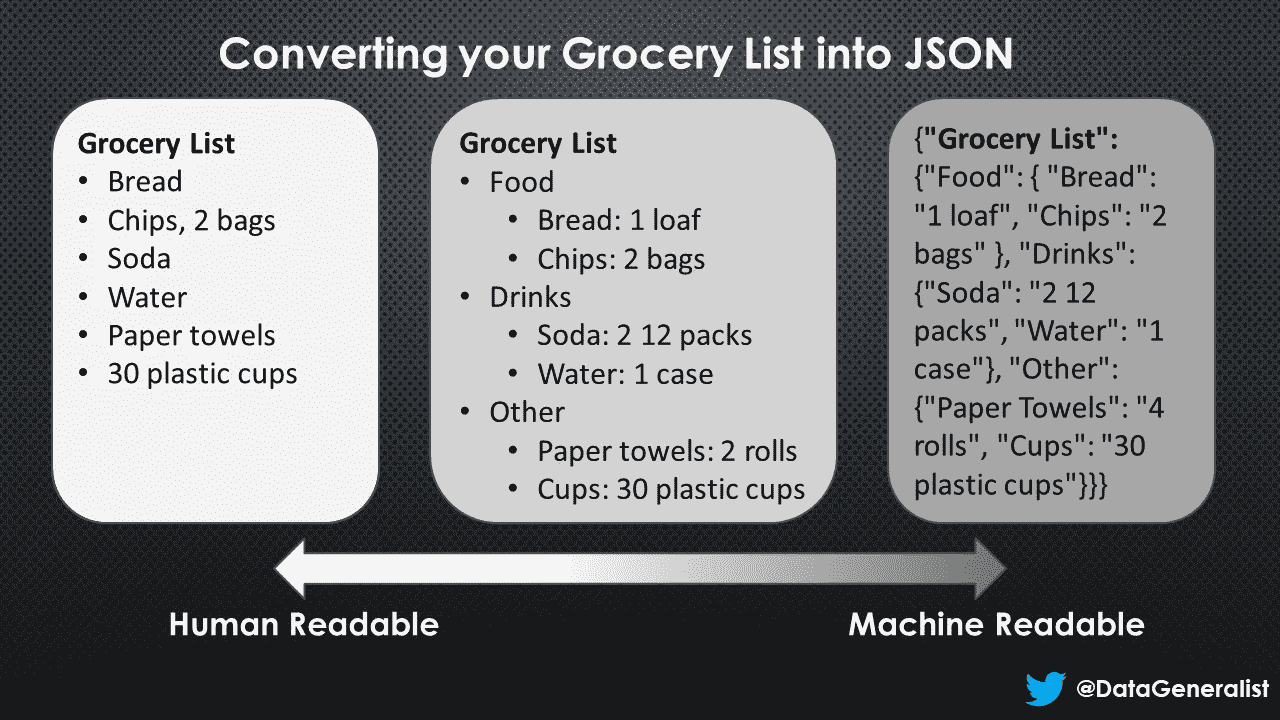 Converting your Grocery List into JSON
Grocery List
• Bread
• Chips, 2 bags
• Soda
• Water
• Paper towels
• 30 plastic cups
Grocery List
• Food
• Bread: 1 loaf
• Chips: 2 bags
• Drinks
• Soda: 2 12 packs
• Water: 1 case
• Other
• Paper towels: 2 rolls
• Cups: 30 plastic cups
{"Grocery List":
{"Food": { "Bread":
"1 loaf", "Chips": "2
bags" }, "Drinks":
{"Soda": "2 12
packs", "Water": "1
case"}, "Other":
{"Paper Towels": "4
rolls", "Cups": "30
plastic cups"}}}
Human Readable
Machine Readable
@DataGeneralist